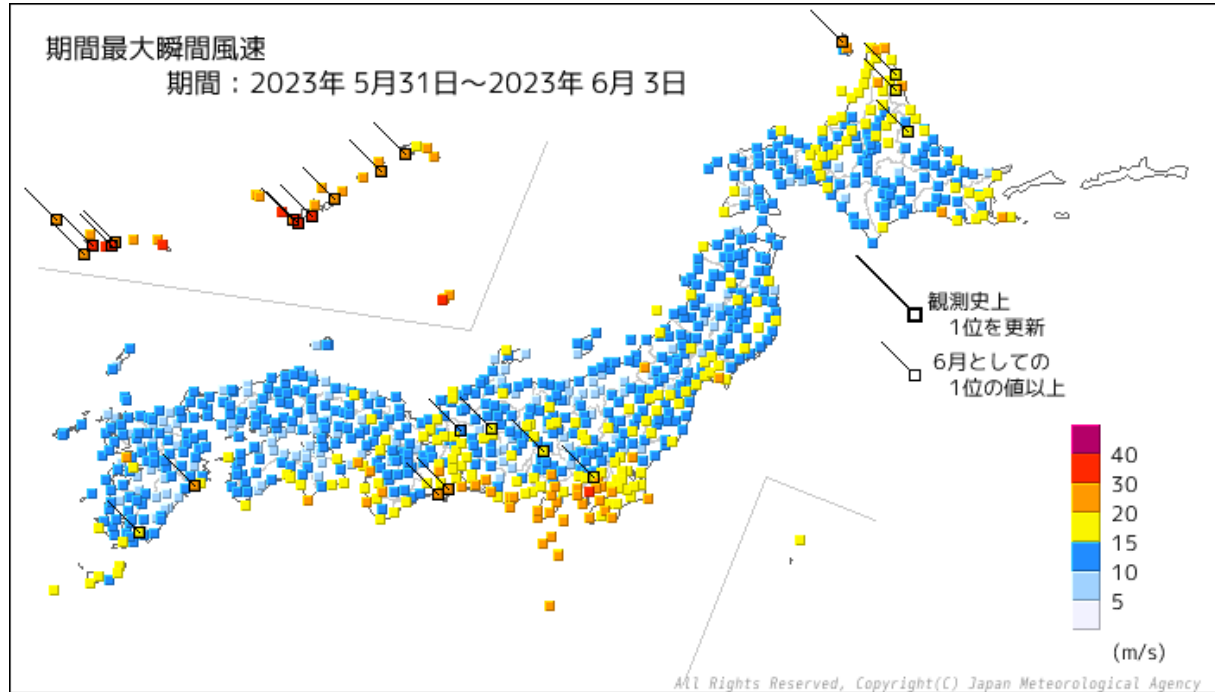 期間最大瞬間風速
期間：2023年 5月31日～2023年 6月 3日
観測史上
1位を更新
6月としての
1位の値以上
40
30
20
15
10
5
(m/s)
All Rights Reserved, Copyright(C) Japan Meteorological Agency